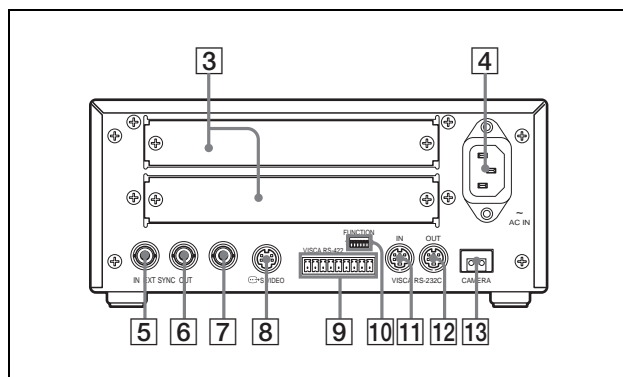 3
4
FUNCTION
IN
OUT
~
AC IN
VISCA RS-422
IN EXT SYNC OUT
S VIDEO
VISCA RS-232C
CAMERA
5
6
7
8
9
10
11
12
13